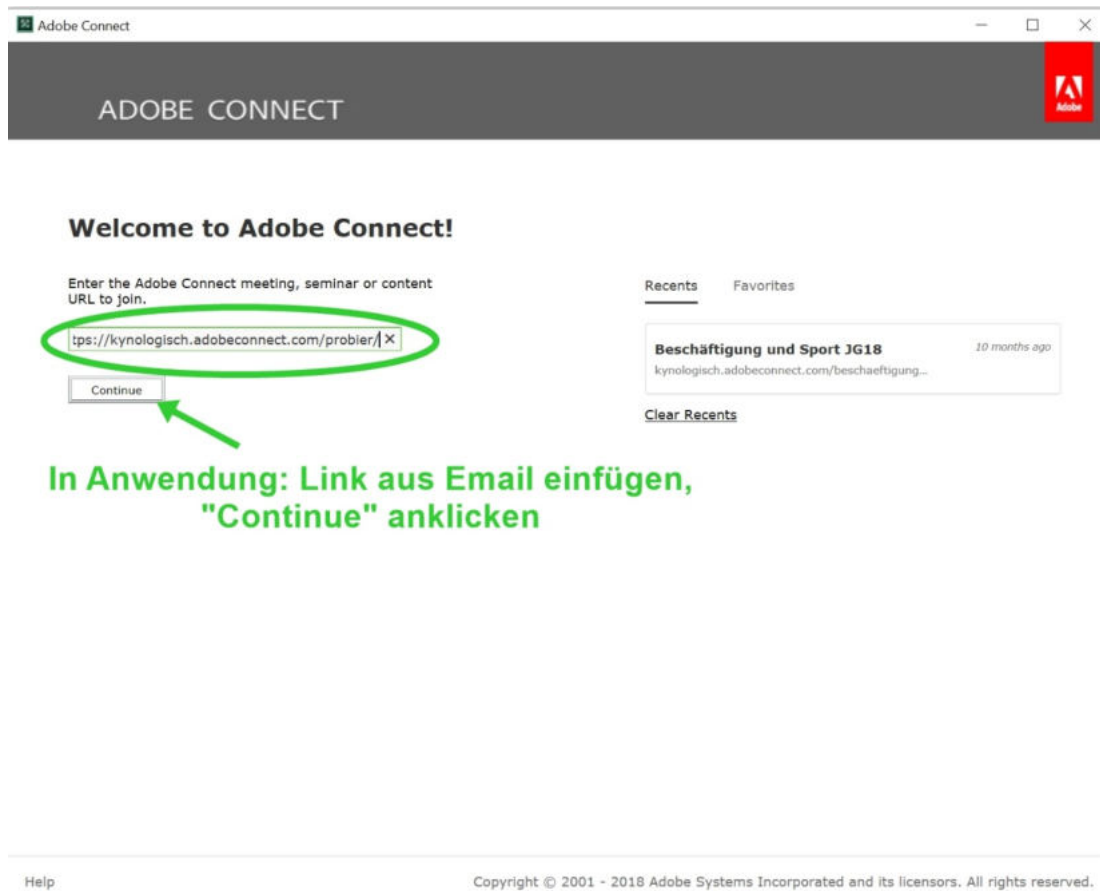 Adobe Connect
ADOBE CONNECT
Adobe
Welcome to Adobe Connect!
Enter the Adobe Connect meeting, seminar or content
URL to join.
tps://kynologisch.adobeconnect.com/probier/
Continue
In Anwendung: Link aus Email einfügen,
"Continue" anklicken
Recents Favorites
Beschäftigung und Sport JG18 10 months ago
kynologisch.adobeconnect.com/beschaeftigung...
Clear Recents
Help Copyright © 2001 - 2018 Adobe Systems Incorporated and its licensors. All rights reserved.